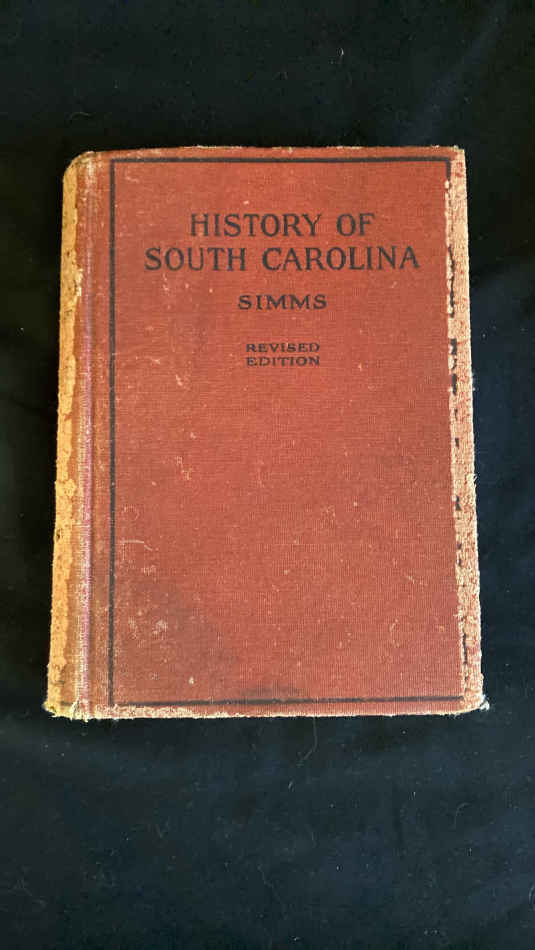 HISTORY OF
SOUTH CAROLINA
SIMMS
REVISED
EDITION